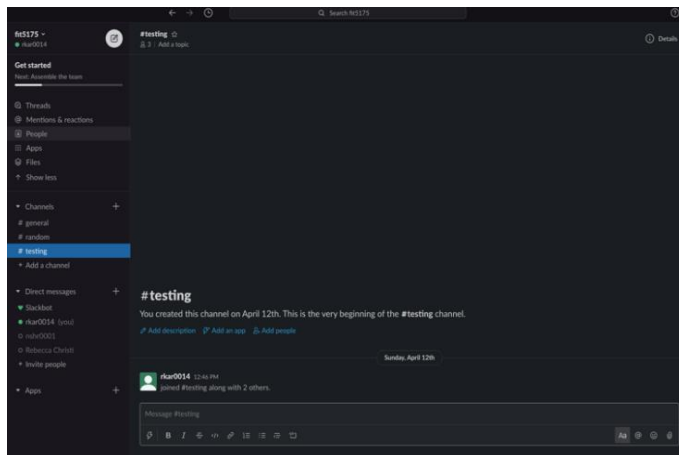 Search fit5175
fit5175
rkar0014
Get started
Next: Assemble the team
Threads
Mentions & reactions
People
Apps
Files
Show less
Channels
# general
# random
# testing
+ Add a channel
Direct messages
Slackbot
rkar0014 (you)
nshr0001
Rebecca Christi
+ Invite people
Apps
#testing
3 | Add a topic
Details
#testing
You created this channel on April 12th. This is the very beginning of the #testing channel.
Add description Add an app Add people
Sunday, April 12th
rkar0014 12:46 PM
joined #testing along with 2 others.
Message #testing
B I Aa @